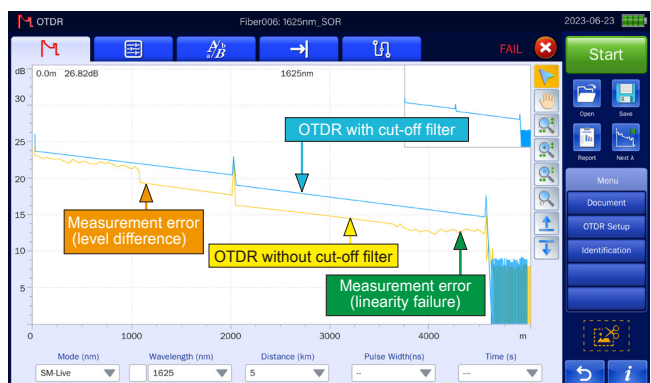 OTDR
Fiber006: 1625nm_SOR
2023-06-23
A/B
a/b
FAIL
Start
dB
0.0m 26.82dB
1625nm
30
25
20
15
10
5
0
1000
2000
3000
4000
m
OTDR with cut-off filter
Measurement error
(level difference)
OTDR without cut-off filter
Measurement error
(linearity failure)
Open
Save
Report
Next λ
Menu
Document
OTDR Setup
Identification
Mode (nm)
Wavelength (nm)
Distance (km)
Pulse Width(ns)
Time (s)
SM-Live
1625
5
--
---
i